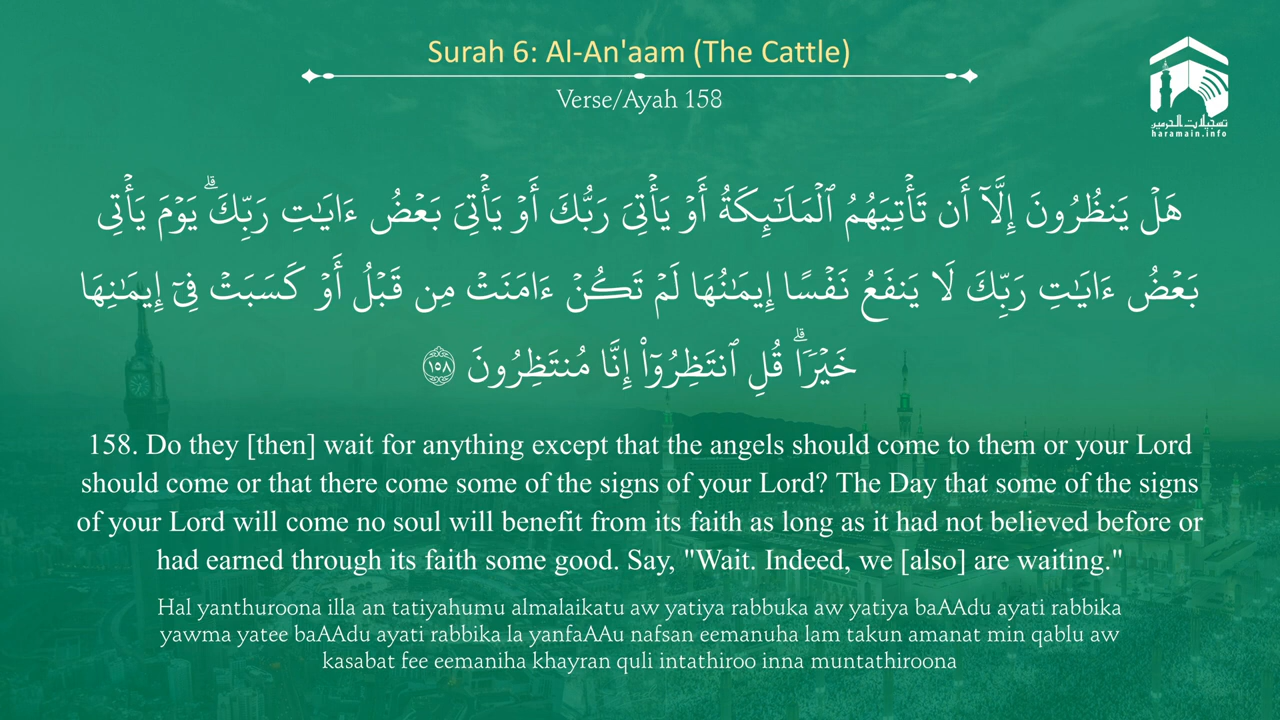 Surah 6: Al-An'aam (The Cattle)
Verse/Ayah 158
تسجيلات الحرمين
haramain.info
هَلْ يَنظُرُونَ إِلَّآ أَن تَأْتِيَهُمُ ٱلْمَلَـٰٓئِكَةُ أَوْ يَأْتِىَ رَبُّكَ أَوْ يَأْتِىَ بَعْضُ ءَايَـٰتِ رَبِّكَ ۗ يَوْمَ يَأْتِى
بَعْضُ ءَايَـٰتِ رَبِّكَ لَا يَنفَعُ نَفْسًا إِيمَـٰنُهَا لَمْ تَكُنْ ءَامَنَتْ مِن قَبْلُ أَوْ كَسَبَتْ فِىٓ إِيمَـٰنِهَا
خَيْرًا ۗ قُلِ ٱنتَظِرُوٓا۟ إِنَّا مُنتَظِرُونَ ١٥٨
158. Do they [then] wait for anything except that the angels should come to them or your Lord
should come or that there come some of the signs of your Lord? The Day that some of the signs
of your Lord will come no soul will benefit from its faith as long as it had not believed before or
had earned through its faith some good. Say, "Wait. Indeed, we [also] are waiting."
Hal yanthuroona illa an tatiyahumu almalaikatu aw yatiya rabbuka aw yatiya baAAdu ayati rabbika
yawma yatee baAAdu ayati rabbika la yanfaAAu nafsan eemanuha lam takun amanat min qablu aw
kasabat fee eemaniha khayran quli intathiroo inna muntathiroona